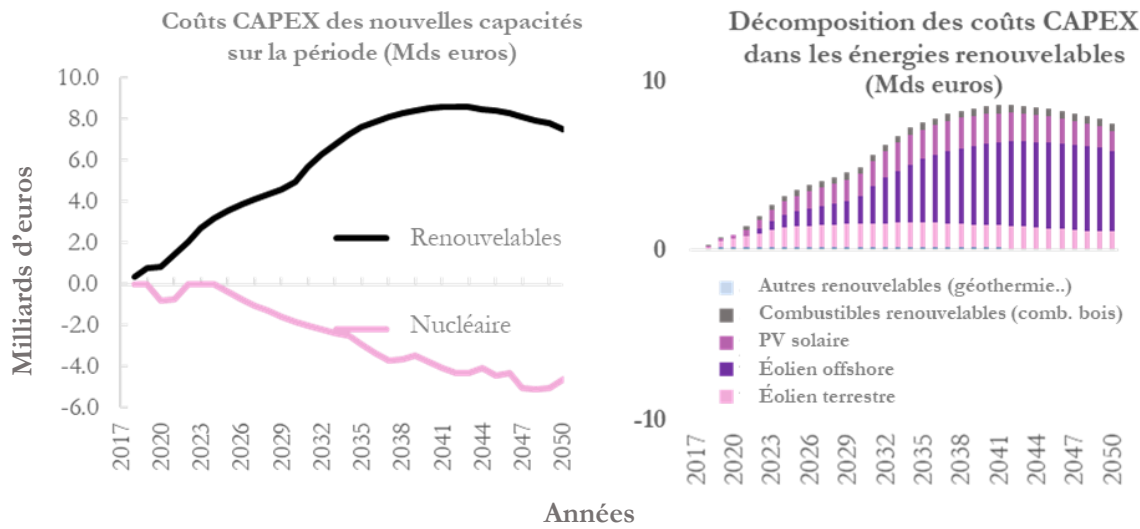 Coûts CAPEX des nouvelles capacités
sur la période (Mds euros)
10.0
8.0
6.0
4.0
2.0
0.0
-2.0
-4.0
-6.0
Milliards d'euros
Renouvelables
Nucléaire
2017
2020
2023
2026
2029
2032
2035
2038
2041
2044
2047
2050
Décomposition des coûts CAPEX
dans les énergies renouvelables
(Mds euros)
10
0
-10
Autres renouvelables (géothermie..)
Combustibles renouvelables (comb. bois)
PV solaire
Éolien offshore
Éolien terrestre
2017
2020
2023
2026
2029
2032
2035
2038
2041
2044
2047
2050
Années